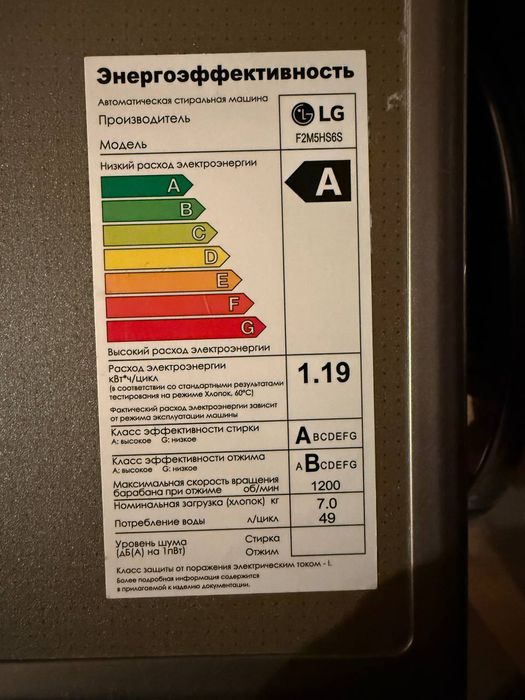 Энергоэффективность
Автоматическая стиральная машина
Производитель
LG
Модель
F2M5HS6S
Низкий расход электроэнергии
A
A
B
C
D
E
F
G
Высокий расход электроэнергии
Расход электроэнергии
кВт*ч/цикл
1.19
(в соответствии со стандартными результатами
тестирования на режиме Хлопок, 60°С)
Фактический расход электроэнергии зависит
от режима эксплуатации машины
Класс эффективности стирки
A: высокое G: низкое
ABCDEFG
Класс эффективности отжима
A: высокое G: низкое
ABCDEFG
Максимальная скорость вращения
барабана при отжиме об/мин
1200
Номинальная загрузка (хлопок) кг
7.0
Потребление воды л/цикл
49
Уровень шума Стирка
(дБ(А) на 1пВт) Отжим
Класс защиты от поражения электрическим током - I.
Более подробная информация содержится
в прилагаемой к изделию документации.